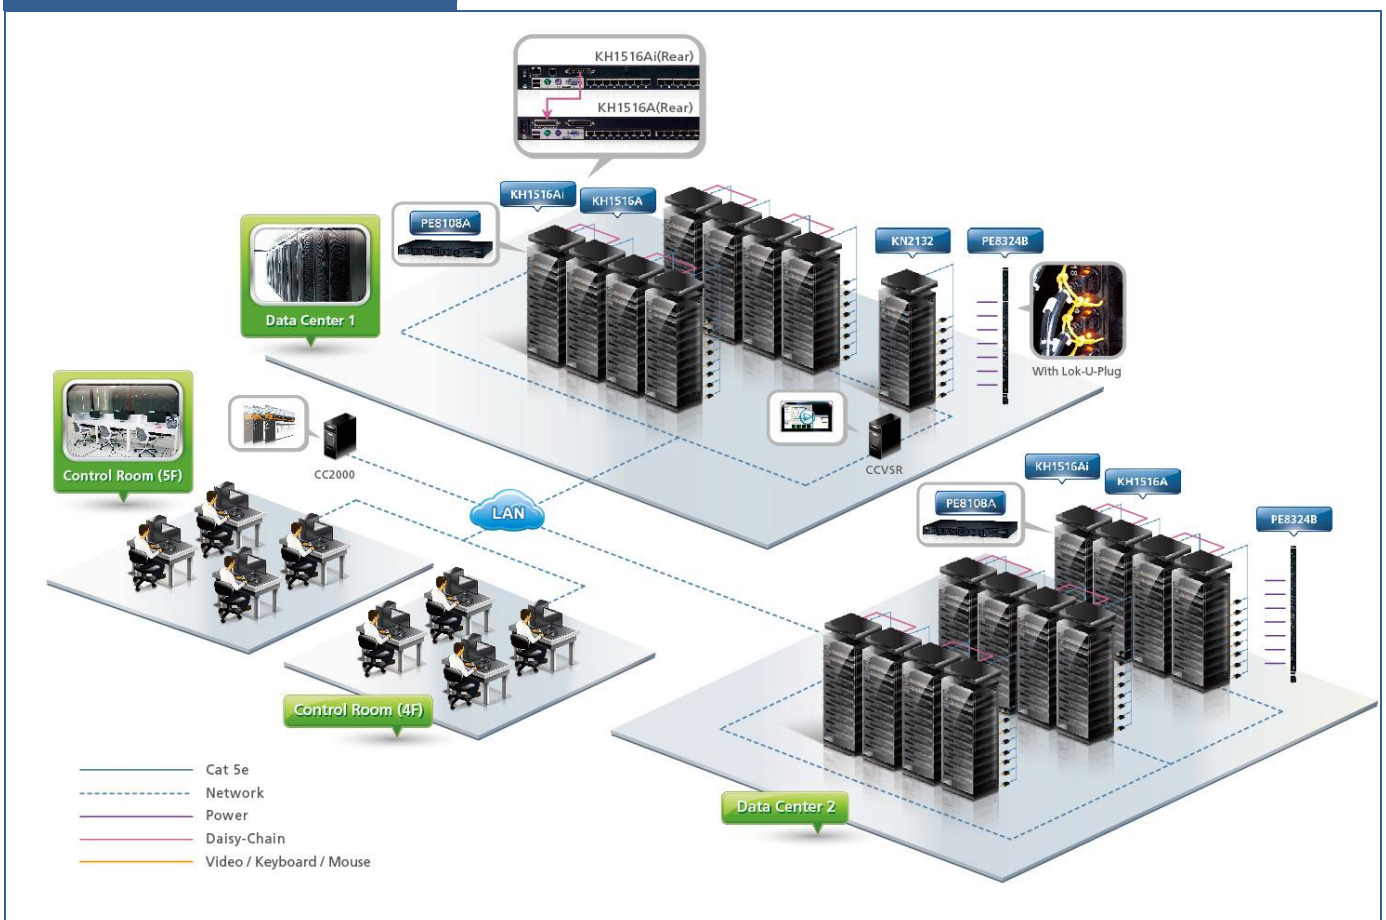 KH1516Ai(Rear)
KH1516A(Rear)
KH1516Ai
KH1516A
PE8108A
KN2132
PE8324B
Data Center 1
With Lok-U-Plug
Control Room (5F)
CC2000
CCVSR
LAN
KH1516Ai
KH1516A
PE8108A
PE8324B
Control Room (4F)
Data Center 2
Cat 5e
Network
Power
Daisy-Chain
Video / Keyboard / Mouse